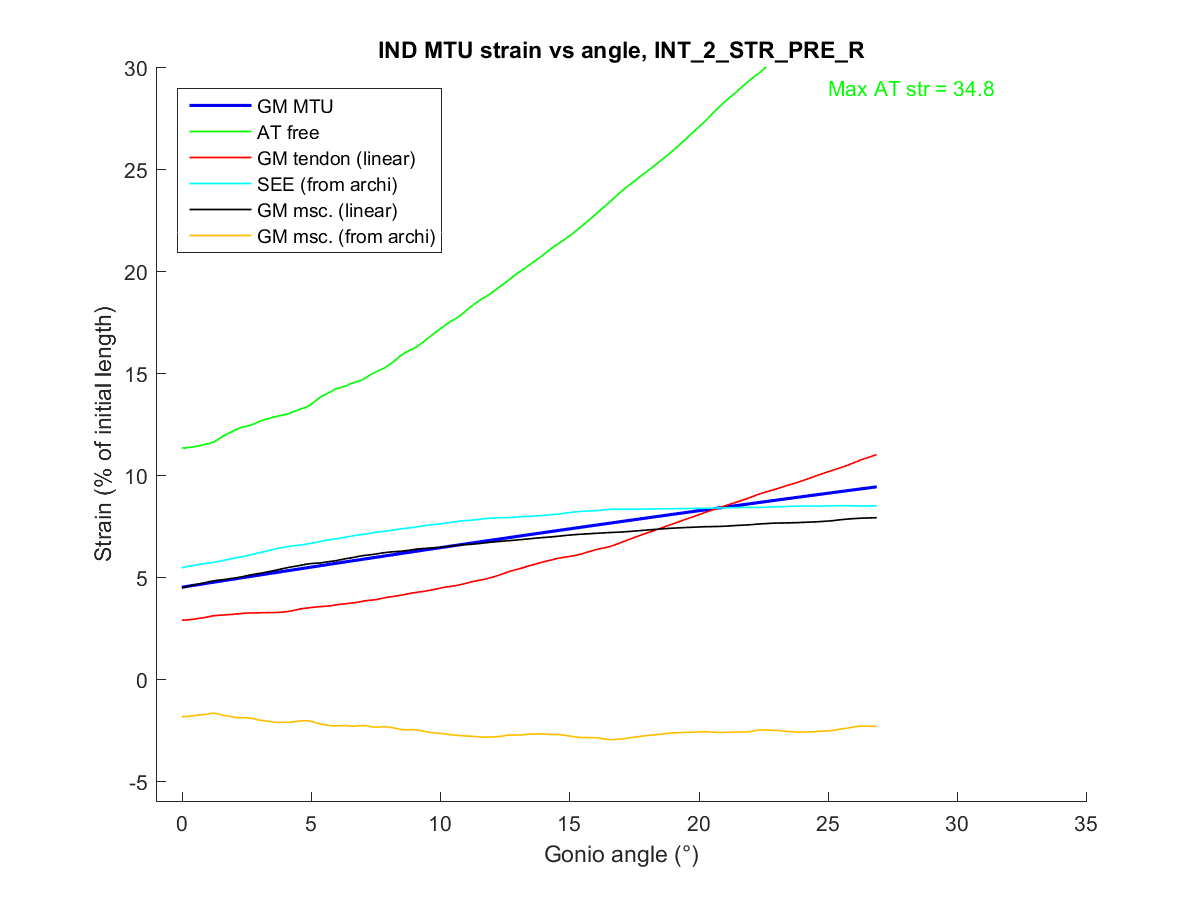 IND MTU strain vs angle, INT_2_STR_PRE_R
Max AT str = 34.8
GM MTU
AT free
GM tendon (linear)
SEE (from archi)
GM msc. (linear)
GM msc. (from archi)
Strain (% of initial length)
30
25
20
15
10
5
0
-5
0 5 10 15 20 25 30 35
Gonio angle (°)